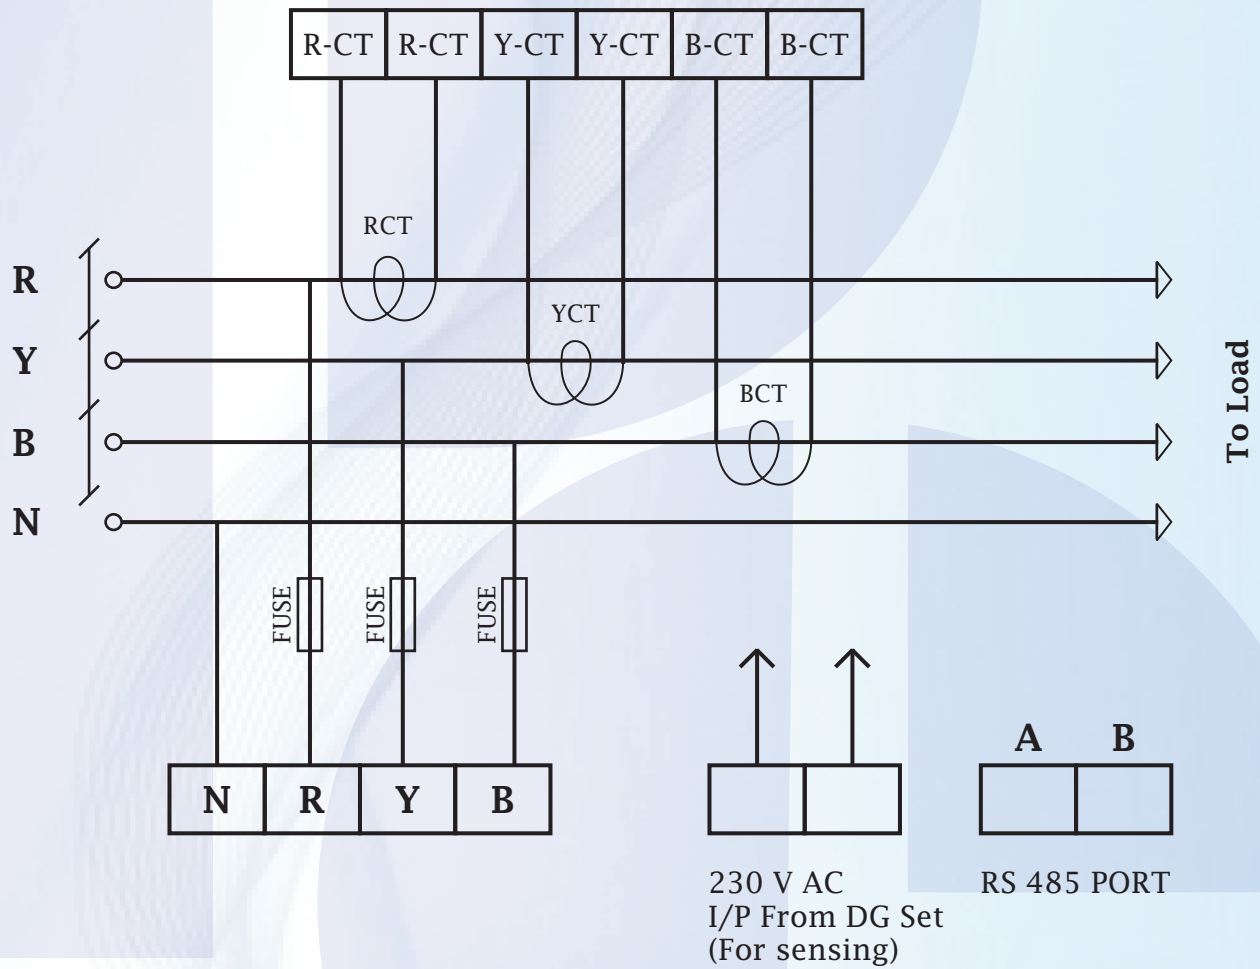 R-CT R-CT Y-CT Y-CT B-CT B-CT
RCT
R
YCT
Y
To Load
BCT
B
N
FUSE FUSE FUSE
A B
N R Y B
230 V AC
I/P From DG Set
(For sensing)
RS 485 PORT